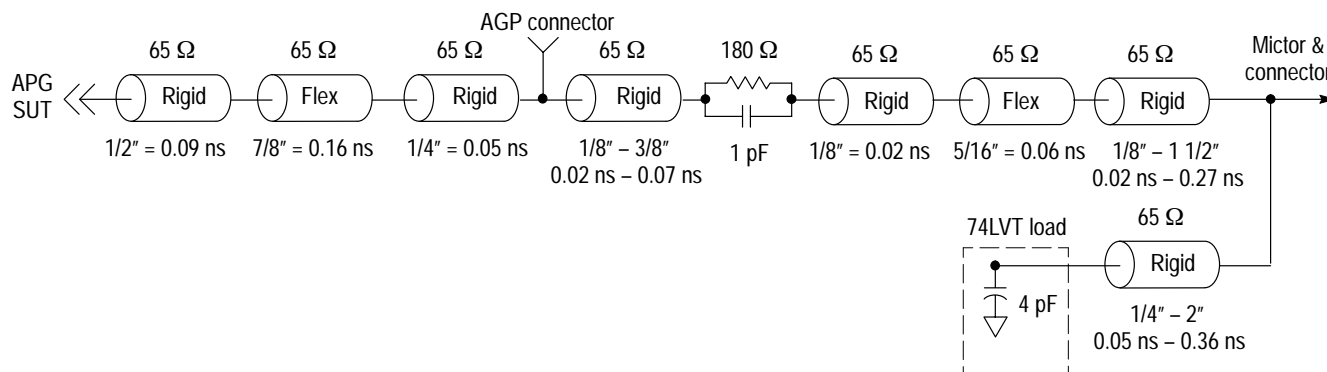 AGP connector
65 Ω 65 Ω 65 Ω 65 Ω 180 Ω 65 Ω 65 Ω 65 Ω
Mictor &
connector
APG
SUT
Rigid Flex Rigid Rigid Rigid Flex Rigid
1/2″ = 0.09 ns 7/8″ = 0.16 ns 1/4″ = 0.05 ns 1/8″ – 3/8″ 1 pF 1/8″ = 0.02 ns 5/16″ = 0.06 ns 1/8″ – 1 1/2″
0.02 ns – 0.07 ns 0.02 ns – 0.27 ns
65 Ω
74LVT load
Rigid
4 pF
1/4″ – 2″
0.05 ns – 0.36 ns